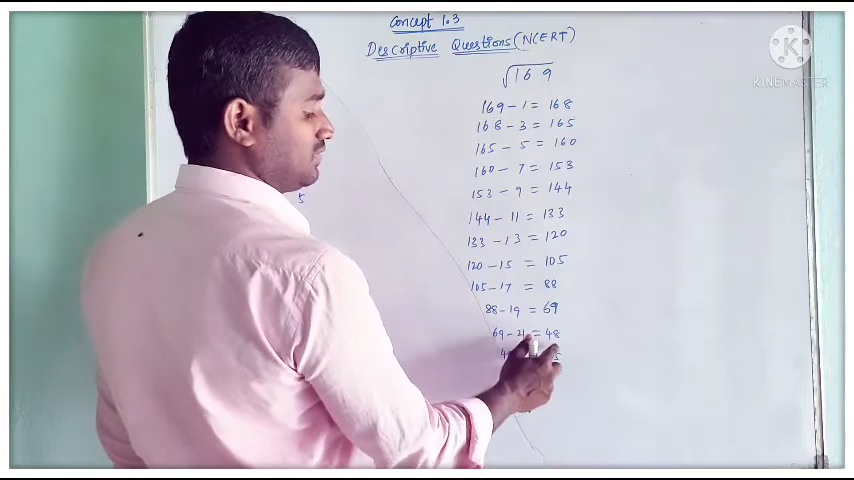 Concept 1.3
Descriptive Questions (NCERT)
√169
169 - 1 = 168
168 - 3 = 165
165 - 5 = 160
160 - 7 = 153
153 - 9 = 144
144 - 11 = 133
133 - 13 = 120
120 - 15 = 105
105 - 17 = 88
88 - 19 = 69
69 - 21 = 48
5
KINEMASTER